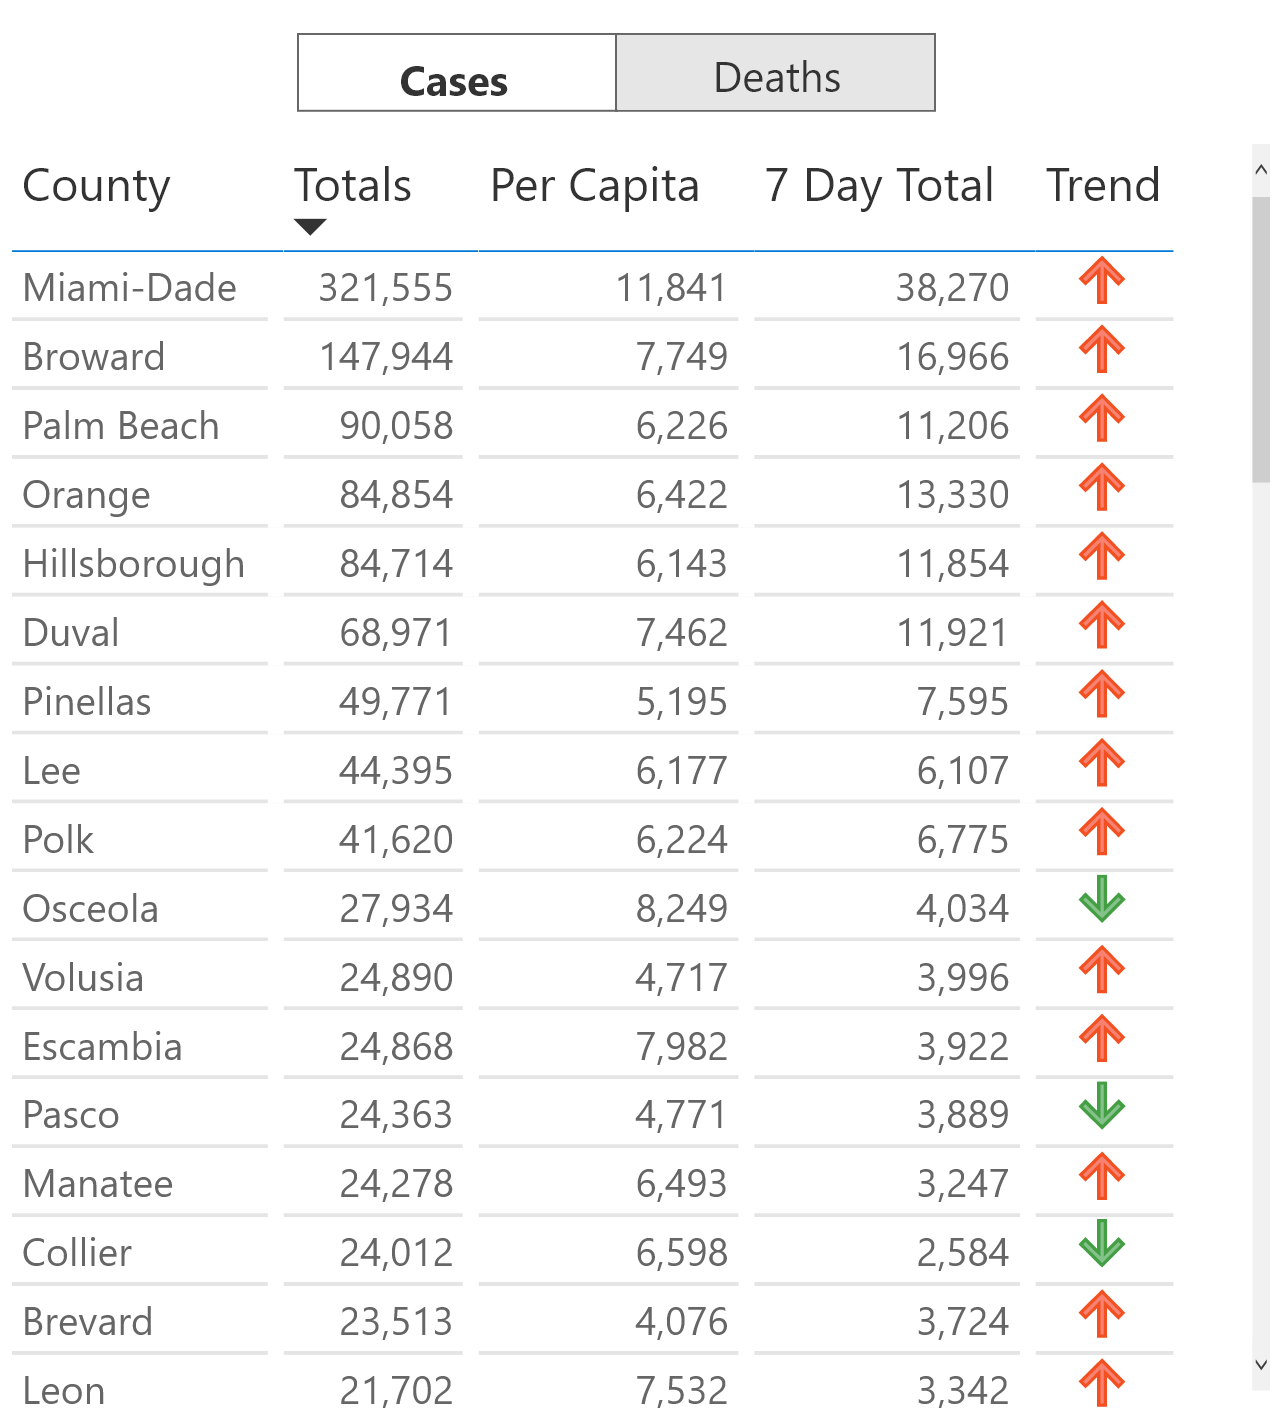 Cases Deaths
County Totals Per Capita 7 Day Total Trend
Miami-Dade 321,555 11,841 38,270
Broward 147,944 7,749 16,966
Palm Beach 90,058 6,226 11,206
Orange 84,854 6,422 13,330
Hillsborough 84,714 6,143 11,854
Duval 68,971 7,462 11,921
Pinellas 49,771 5,195 7,595
Lee 44,395 6,177 6,107
Polk 41,620 6,224 6,775
Osceola 27,934 8,249 4,034
Volusia 24,890 4,717 3,996
Escambia 24,868 7,982 3,922
Pasco 24,363 4,771 3,889
Manatee 24,278 6,493 3,247
Collier 24,012 6,598 2,584
Brevard 23,513 4,076 3,724
Leon 21,702 7,532 3,342